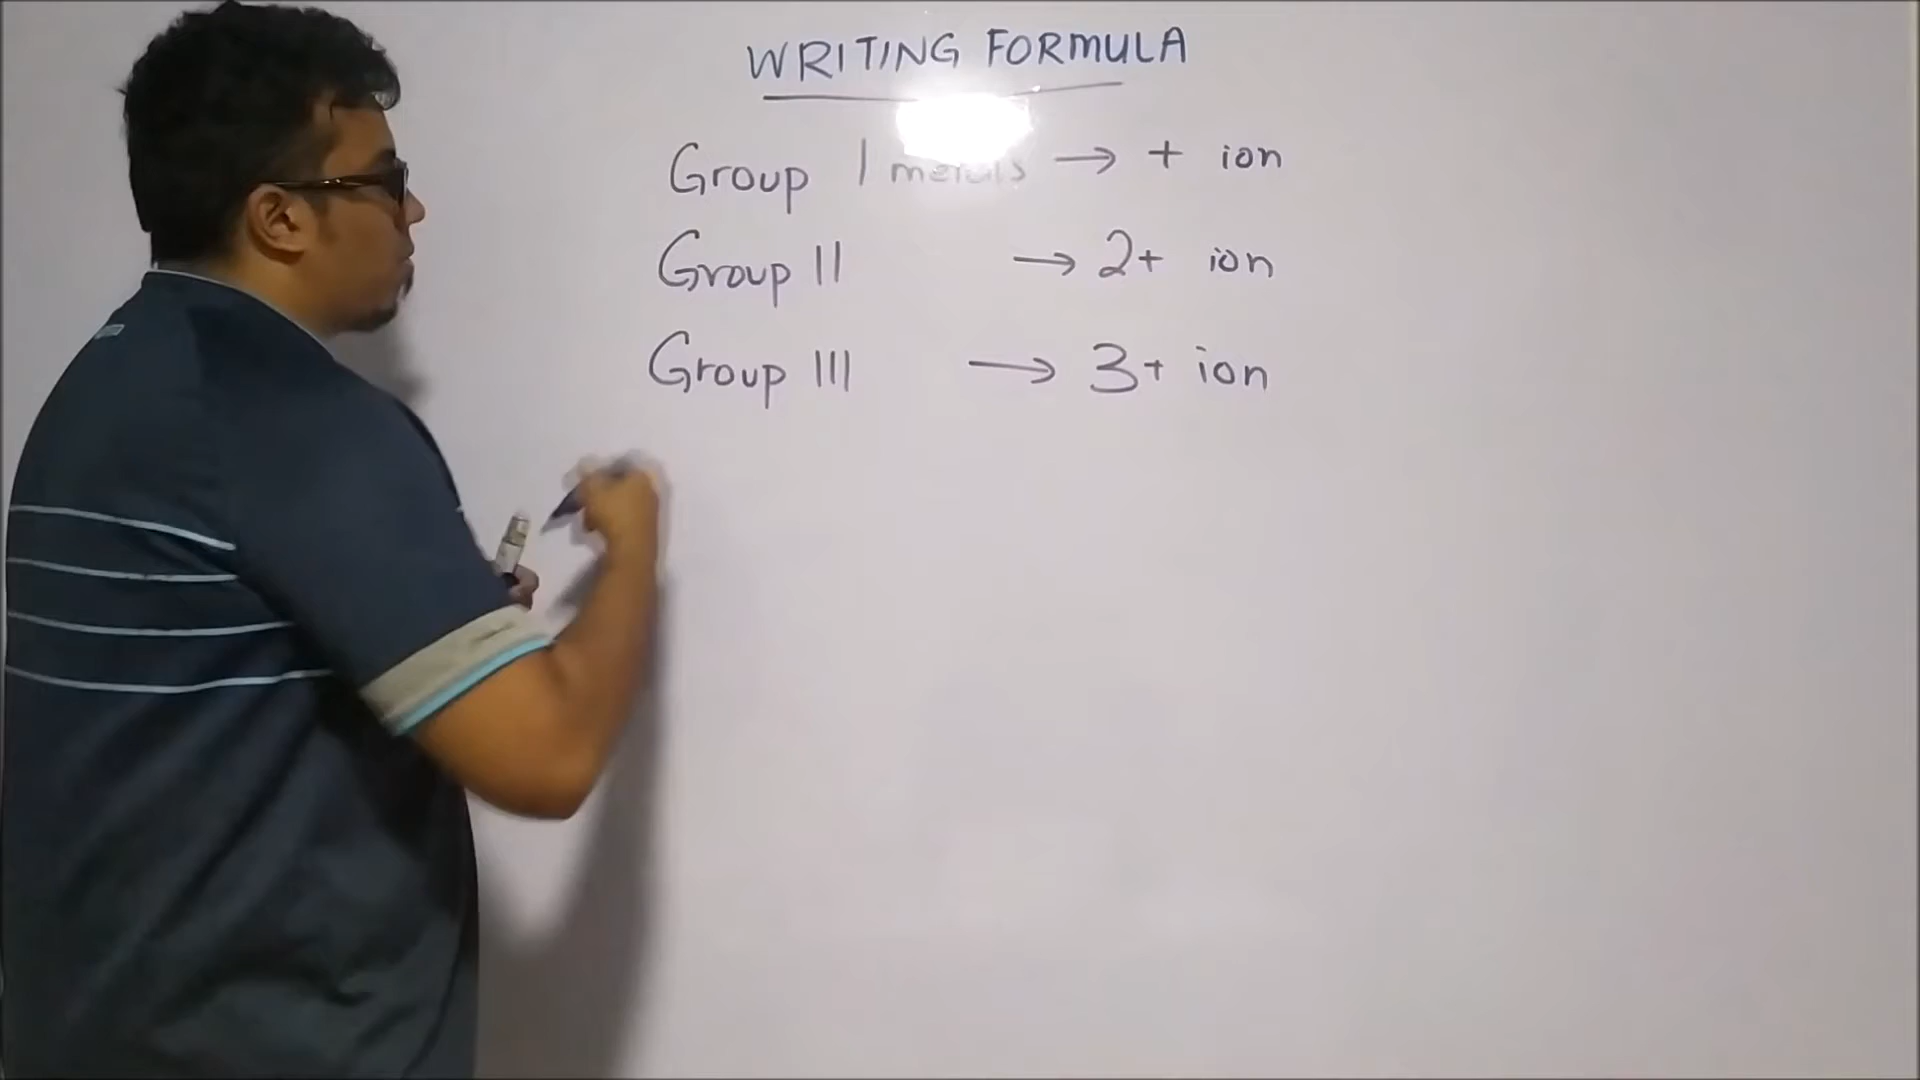 WRITING FORMULA
Group I metals → + ion
Group II → 2+ ion
Group III → 3+ ion